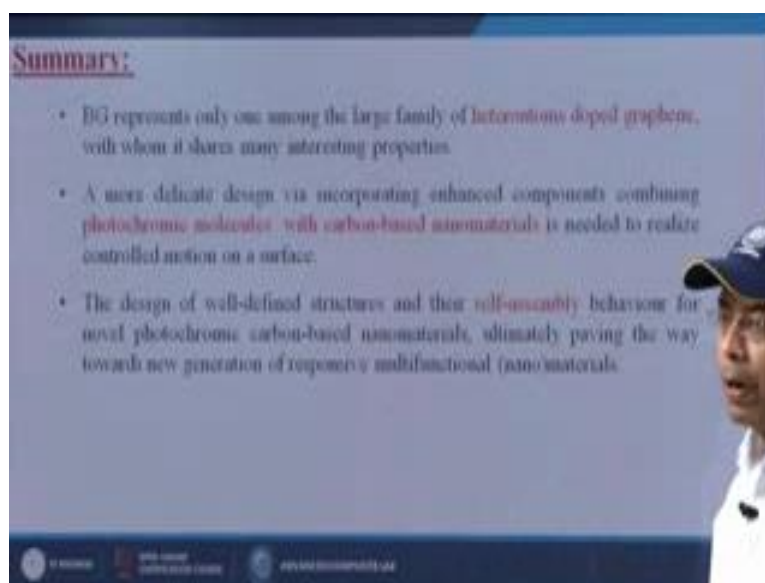 Summary:
• BG represents only one among the large family of heteroatoms doped graphene,
with whom it shares many interesting properties.
• A more delicate design via incorporating enhanced components combining
photochromic molecules with carbon-based nanomaterials is needed to realize
controlled motion on a surface.
• The design of well-defined structures and their self-assembly behaviour for
novel photochromic carbon-based nanomaterials, ultimately paving the way
towards new generation of responsive multifunctional (nano)materials.